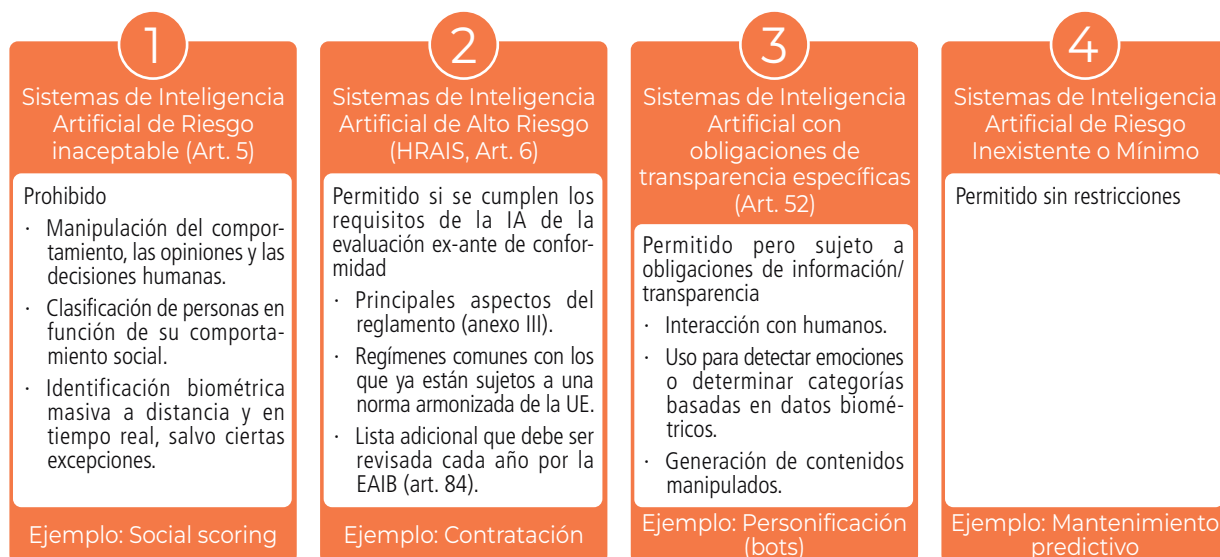 1
Sistemas de Inteligencia
Artificial de Riesgo
inaceptable (Art. 5)
Prohibido
· Manipulación del compor-
tamiento, las opiniones y las
decisiones humanas.
· Clasificación de personas en
función de su comporta-
miento social.
· Identificación biométrica
masiva a distancia y en
tiempo real, salvo ciertas
excepciones.
Ejemplo: Social scoring
2
Sistemas de Inteligencia
Artificial de Alto Riesgo
(HRAIS, Art. 6)
Permitido si se cumplen los
requisitos de la IA de la
evaluación ex-ante de confor-
midad
· Principales aspectos del
reglamento (anexo III).
· Regímenes comunes con los
que ya están sujetos a una
norma armonizada de la UE.
· Lista adicional que debe ser
revisada cada año por la
EAIB (art. 84).
Ejemplo: Contratación
3
Sistemas de Inteligencia
Artificial con
obligaciones de
transparencia específicas
(Art. 52)
Permitido pero sujeto a
obligaciones de información/
transparencia
· Interacción con humanos.
· Uso para detectar emociones
o determinar categorías
basadas en datos biomé-
tricos.
· Generación de contenidos
manipulados.
Ejemplo: Personificación
(bots)
4
Sistemas de Inteligencia
Artificial de Riesgo
Inexistente o Mínimo
Permitido sin restricciones
Ejemplo: Mantenimiento
predictivo